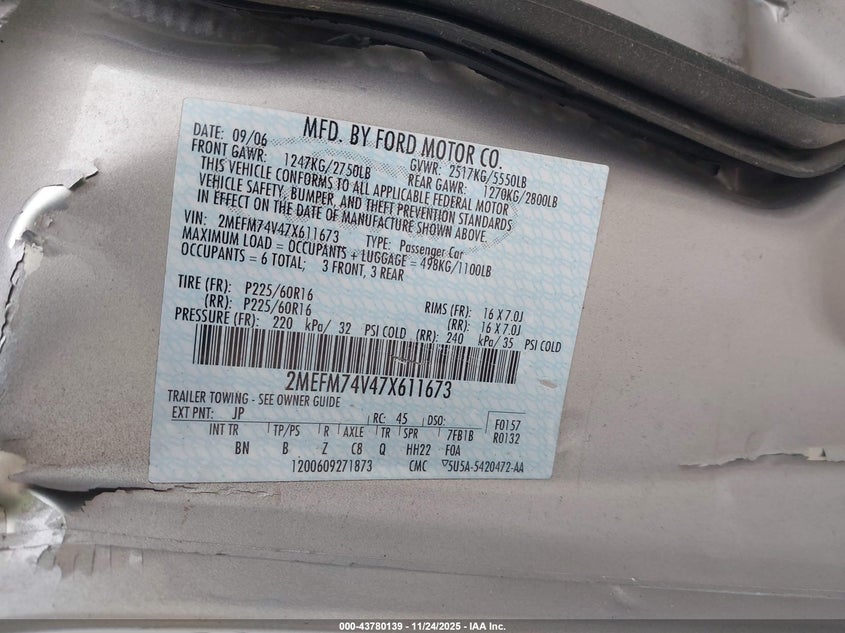 MFD. BY FORD MOTOR CO.
DATE: 09/06 GVWR: 2517KG/5550LB
FRONT GAWR: 1247KG/2750LB REAR GAWR: 1270KG/2800LB
THIS VEHICLE CONFORMS TO ALL APPLICABLE FEDERAL MOTOR
VEHICLE SAFETY, BUMPER, AND THEFT PREVENTION STANDARDS
IN EFFECT ON THE DATE OF MANUFACTURE SHOWN ABOVE.
VIN: 2MEFM74V47X611673 TYPE: Passenger Car
MAXIMUM LOAD = OCCUPANTS + LUGGAGE = 498KG/1100LB
OCCUPANTS = 6 TOTAL; 3 FRONT, 3 REAR
TIRE (FR): P225/60R16 RIMS (FR): 16 X 7.0J
(RR): P225/60R16 (RR): 16 X 7.0J
PRESSURE (FR): 220 kPa/ 32 PSI COLD (RR): 240 kPa/35 PSI COLD
2MEFM74V47X611673
TRAILER TOWING - SEE OWNER GUIDE
EXT PNT: JP RC: 45 DSO: F0157
R0132
INT TR TP/PS R AXLE TR SPR 7FB1B
BN B Z C8 Q HH22 F0A
1200609271873 CMC 5U5A-5420472-AA
000-43780139 - 11/24/2025 - IAA Inc.